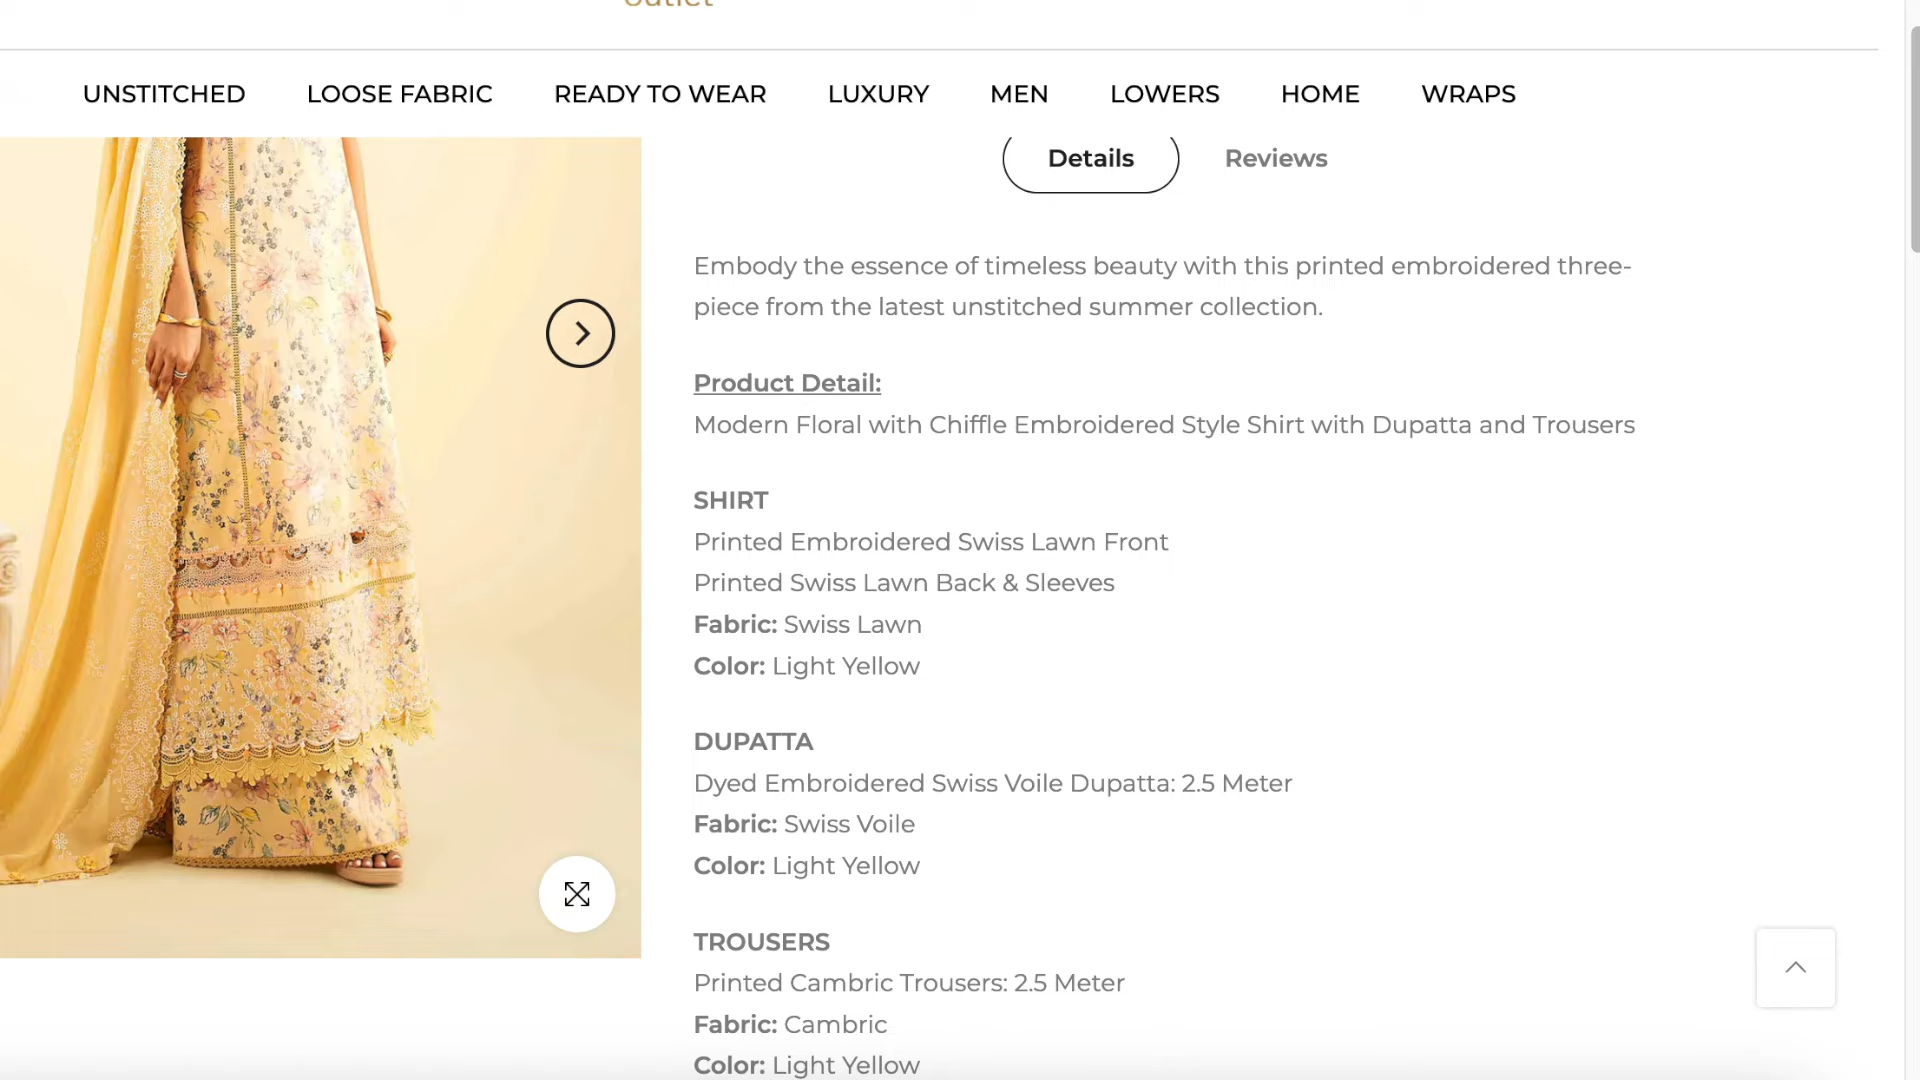 outlet
UNSTITCHED LOOSE FABRIC READY TO WEAR LUXURY MEN LOWERS HOME WRAPS
Details Reviews
Embody the essence of timeless beauty with this printed embroidered three-
piece from the latest unstitched summer collection.
Product Detail:
Modern Floral with Chiffle Embroidered Style Shirt with Dupatta and Trousers
SHIRT
Printed Embroidered Swiss Lawn Front
Printed Swiss Lawn Back & Sleeves
Fabric: Swiss Lawn
Color: Light Yellow
DUPATTA
Dyed Embroidered Swiss Voile Dupatta: 2.5 Meter
Fabric: Swiss Voile
Color: Light Yellow
TROUSERS
Printed Cambric Trousers: 2.5 Meter
Fabric: Cambric
Color: Light Yellow